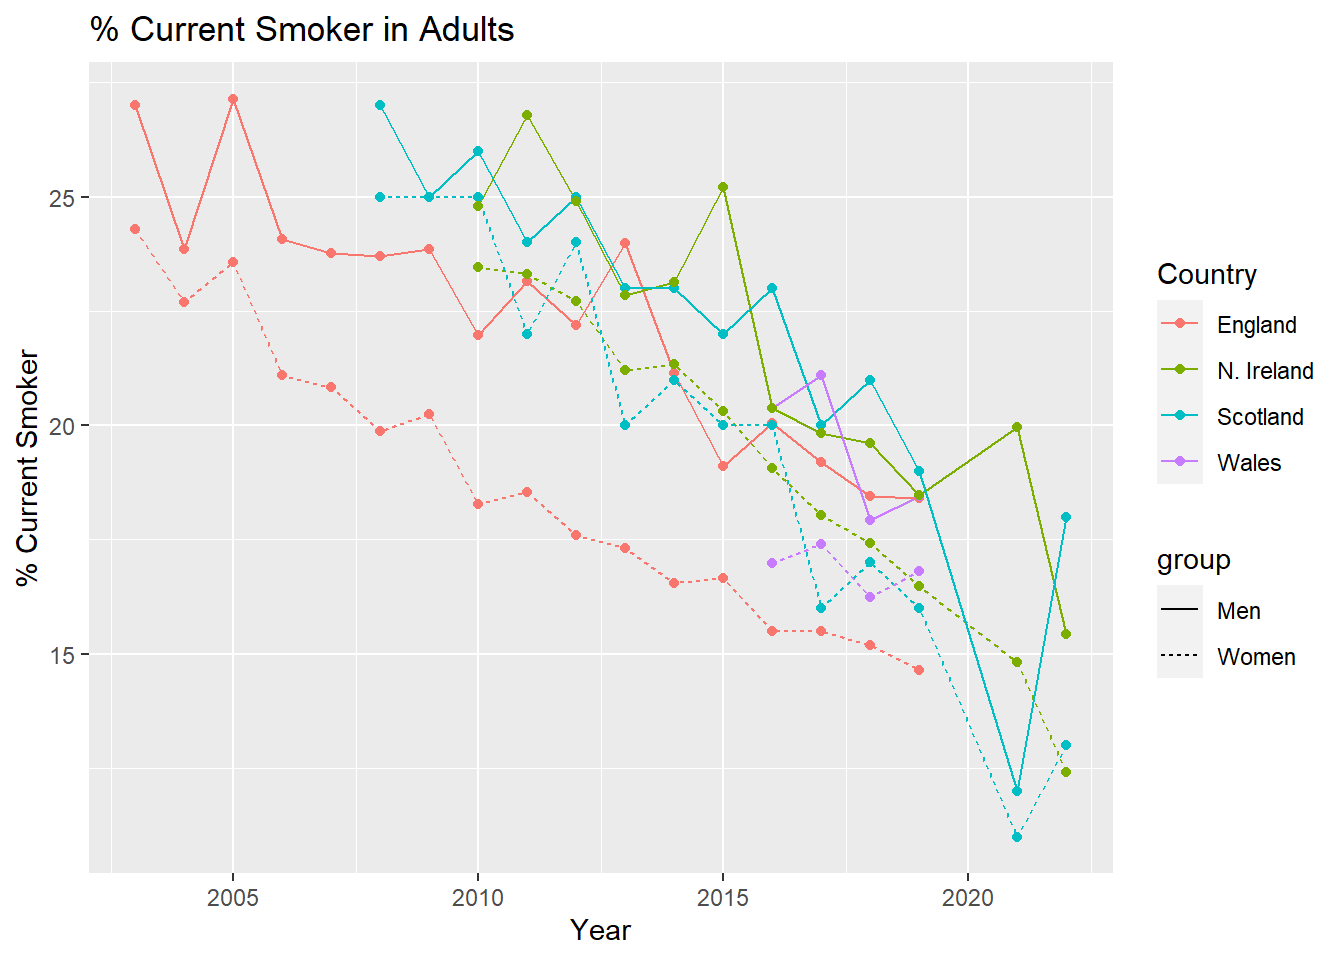 % Current Smoker in Adults
% Current Smoker
25
20
15
2005
2010
2015
2020
Year
Country
England
N. Ireland
Scotland
Wales
group
Men
Women